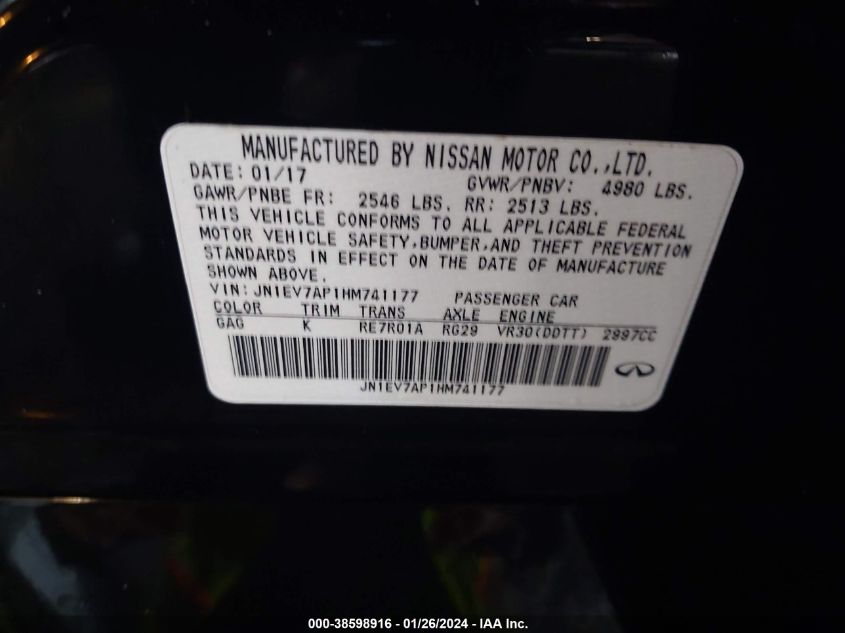 MANUFACTURED BY NISSAN MOTOR CO.,LTD.
DATE: 01/17 GVWR/PNBV: 4980 LBS.
GAWR/PNBE FR: 2546 LBS. RR: 2513 LBS.
THIS VEHICLE CONFORMS TO ALL APPLICABLE FEDERAL
MOTOR VEHICLE SAFETY,BUMPER,AND THEFT PREVENTION
STANDARDS IN EFFECT ON THE DATE OF MANUFACTURE
SHOWN ABOVE.
VIN:JN1EV7AP1HM741177 PASSENGER CAR
COLOR TRIM TRANS AXLE ENGINE
GAG K RE7R01A RG29 VR30(DDTT) 2997CC
JN1EV7AP1HM741177
000-38598916 - 01/26/2024 - IAA Inc.